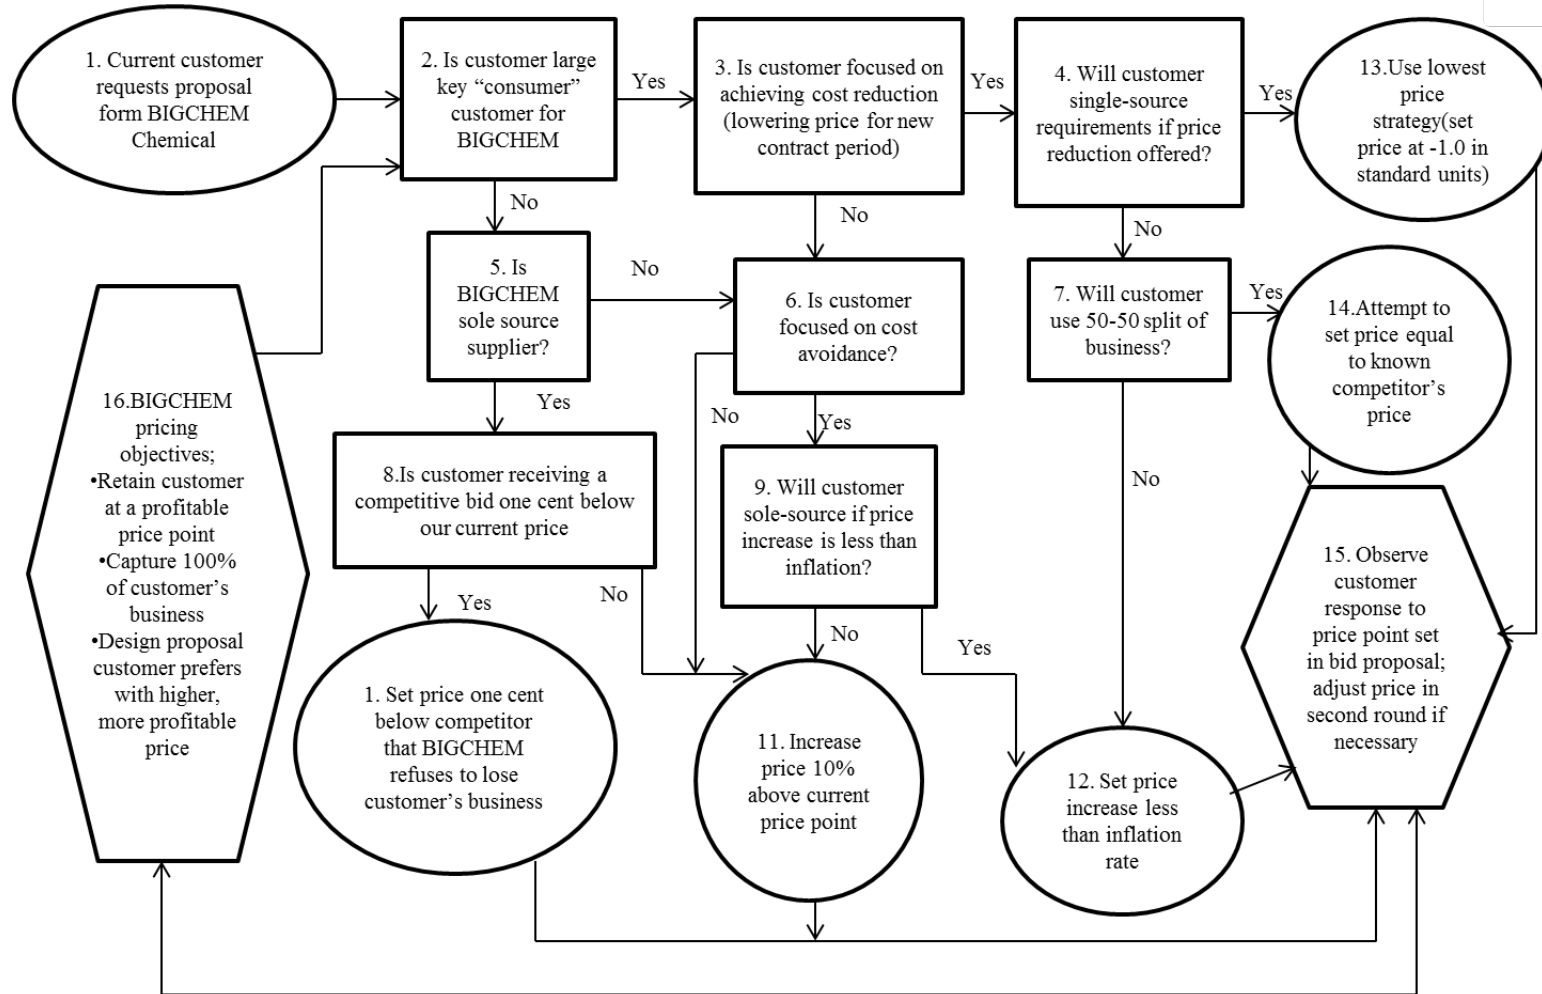 1. Current customer
requests proposal
form BIGCHEM
Chemical
2. Is customer large
key “consumer”
customer for
BIGCHEM
Yes
3. Is customer focused on
achieving cost reduction
(lowering price for new
contract period)
Yes
4. Will customer
single-source
requirements if price
reduction offered?
Yes
13.Use lowest
price
strategy(set
price at -1.0 in
standard units)
No
No
No
5. Is
BIGCHEM
sole source
supplier?
No
6. Is customer
focused on cost
avoidance?
7. Will customer
use 50-50 split of
business?
Yes
14.Attempt to
set price equal
to known
competitor’s
price
16.BIGCHEM
pricing
objectives;
•Retain customer
at a profitable
price point
•Capture 100%
of customer’s
business
•Design proposal
customer prefers
with higher,
more profitable
price
Yes
No
Yes
No
8.Is customer receiving a
competitive bid one cent below
our current price
9. Will customer
sole-source if price
increase is less than
inflation?
15. Observe
customer
response to
price point set
in bid proposal;
adjust price in
second round if
necessary
Yes
No
No
Yes
1. Set price one cent
below competitor
that BIGCHEM
refuses to lose
customer’s business
11. Increase
price 10%
above current
price point
12. Set price
increase less
than inflation
rate